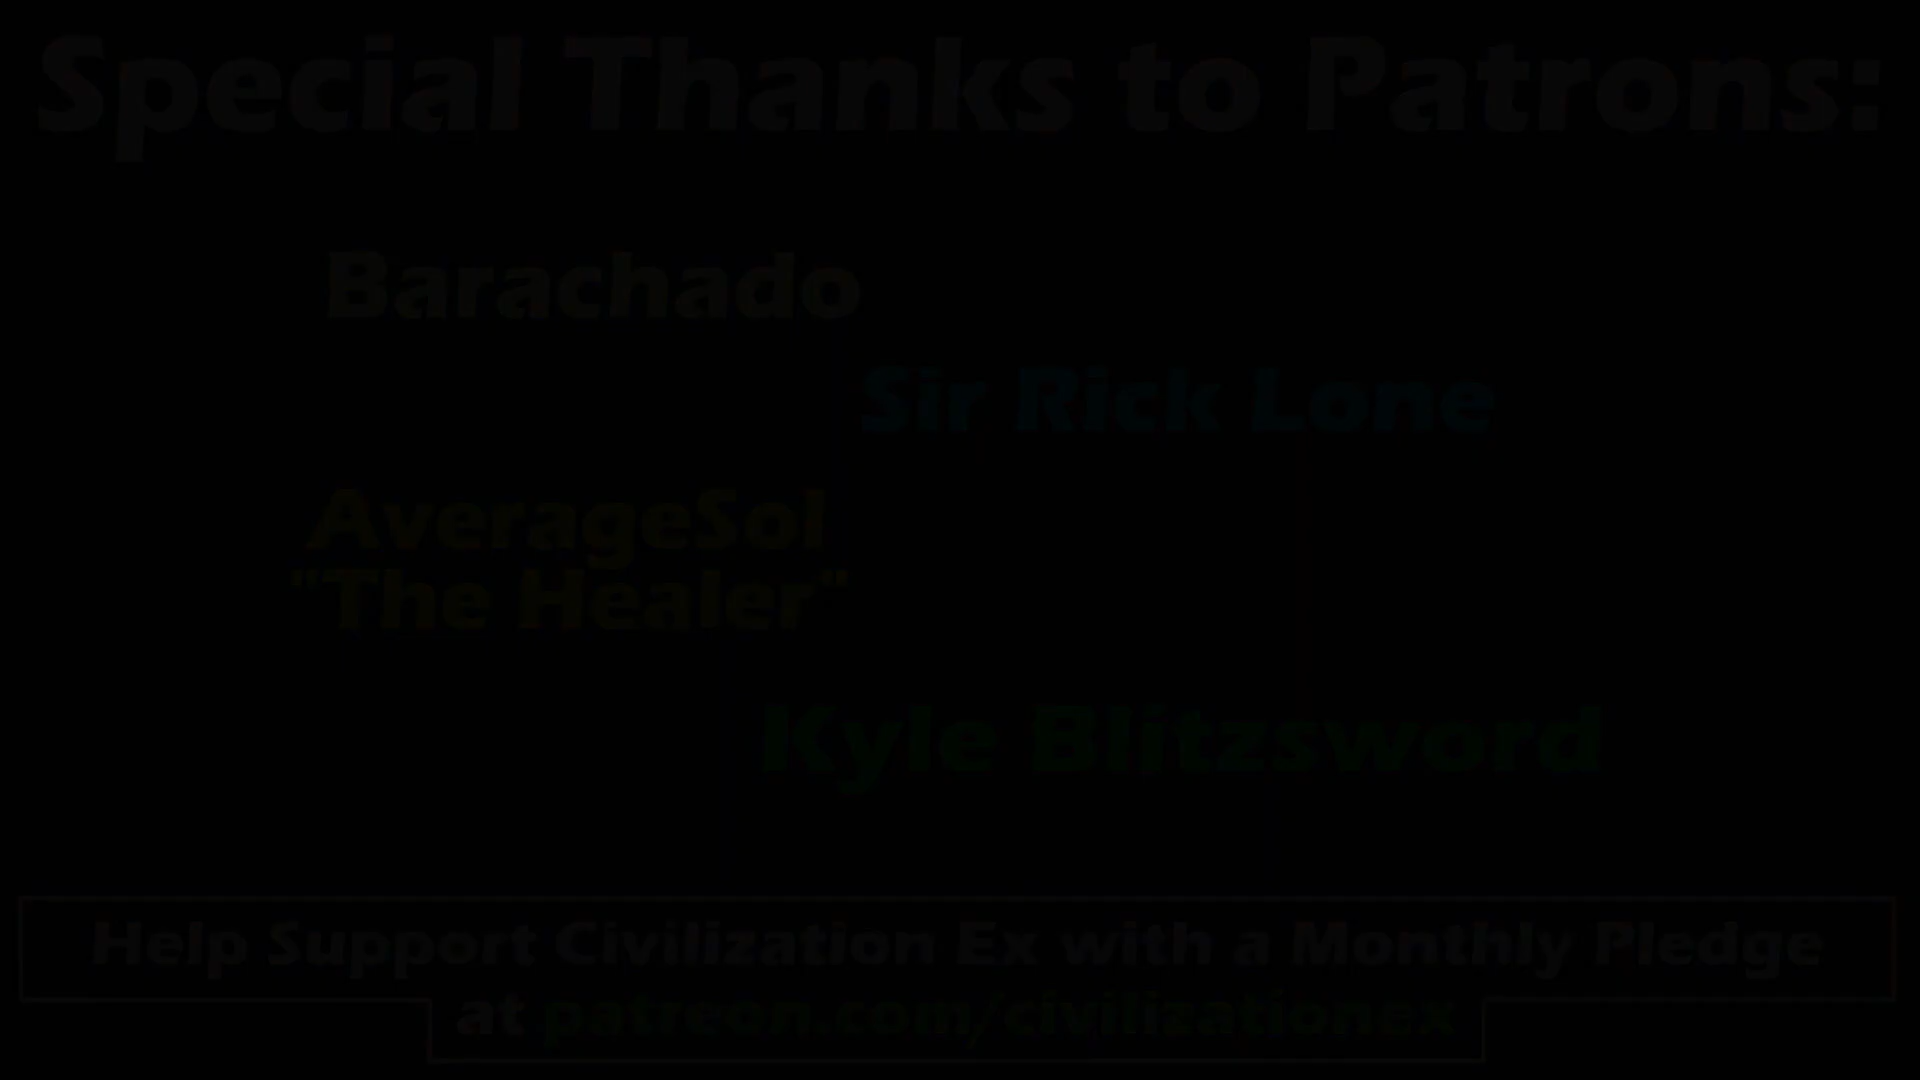 Special Thanks to Patrons:
Barachado
Sir Rick Lone
AverageSol
"The Healer"
Kyle Blitzsword
Help Support Civilization Ex with a Monthly Pledge
at patreon.com/civilizationex